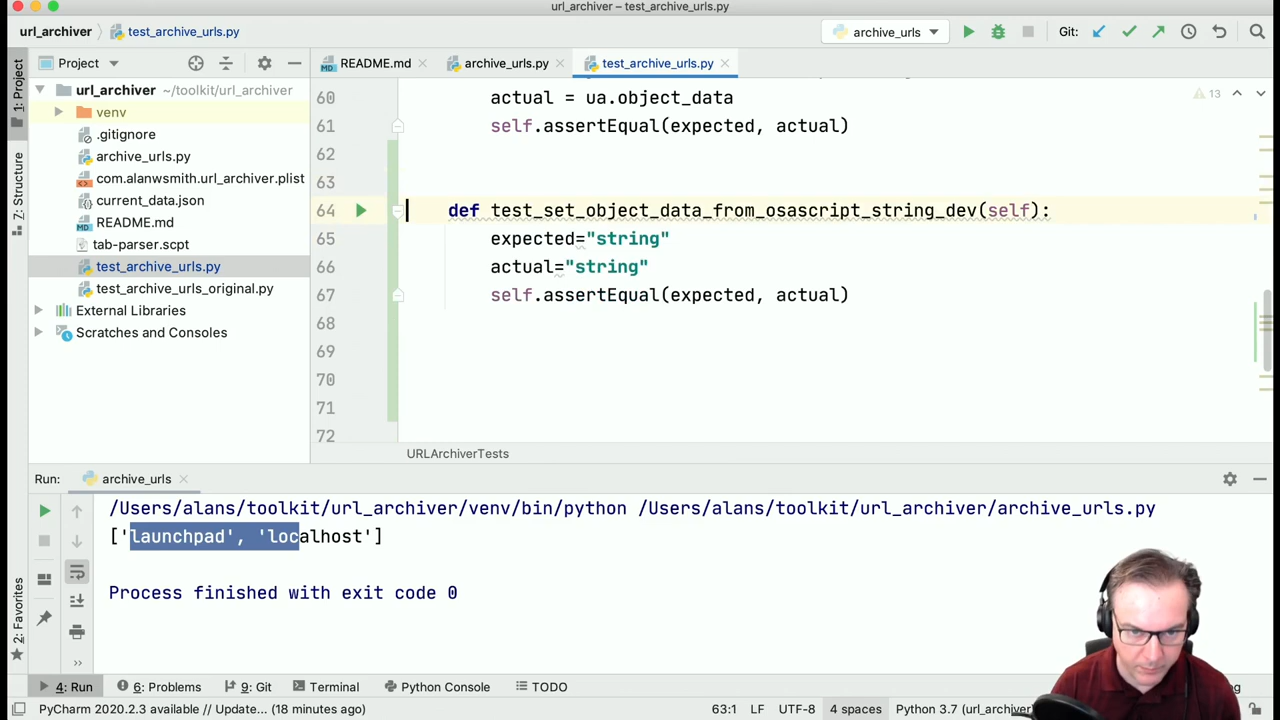 url_archiver – test_archive_urls.py
url_archiver
test_archive_urls.py
archive_urls
Git:
1: Project
7: Structure
2: Favorites
Project
url_archiver ~/toolkit/url_archiver
venv
.gitignore
archive_urls.py
com.alanwsmith.url_archiver.plist
current_data.json
README.md
tab-parser.scpt
test_archive_urls.py
test_archive_urls_original.py
External Libraries
Scratches and Consoles
README.md
archive_urls.py
test_archive_urls.py
13
60 actual = ua.object_data
61 self.assertEqual(expected, actual)
62
63
64 def test_set_object_data_from_osascript_string_dev(self):
65 expected="string"
66 actual="string"
67 self.assertEqual(expected, actual)
68
69
70
71
72
URLArchiverTests
Run: archive_urls
/Users/alans/toolkit/url_archiver/venv/bin/python /Users/alans/toolkit/url_archiver/archive_urls.py
['launchpad', 'localhost']
Process finished with exit code 0
4: Run
6: Problems
9: Git
Terminal
Python Console
TODO
PyCharm 2020.2.3 available // Update... (18 minutes ago)
63:1
LF
UTF-8
4 spaces
Python 3.7 (url_archiver)